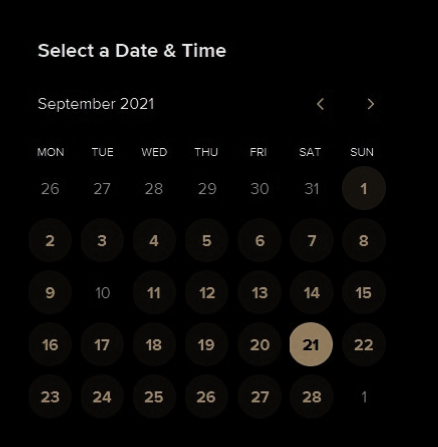 Select a Date & Time
September 2021
MON TUE WED THU FRI SAT SUN
26 27 28 29 30 31 1
2 3 4 5 6 7 8
9 10 11 12 13 14 15
16 17 18 19 20 21 22
23 24 25 26 27 28 1